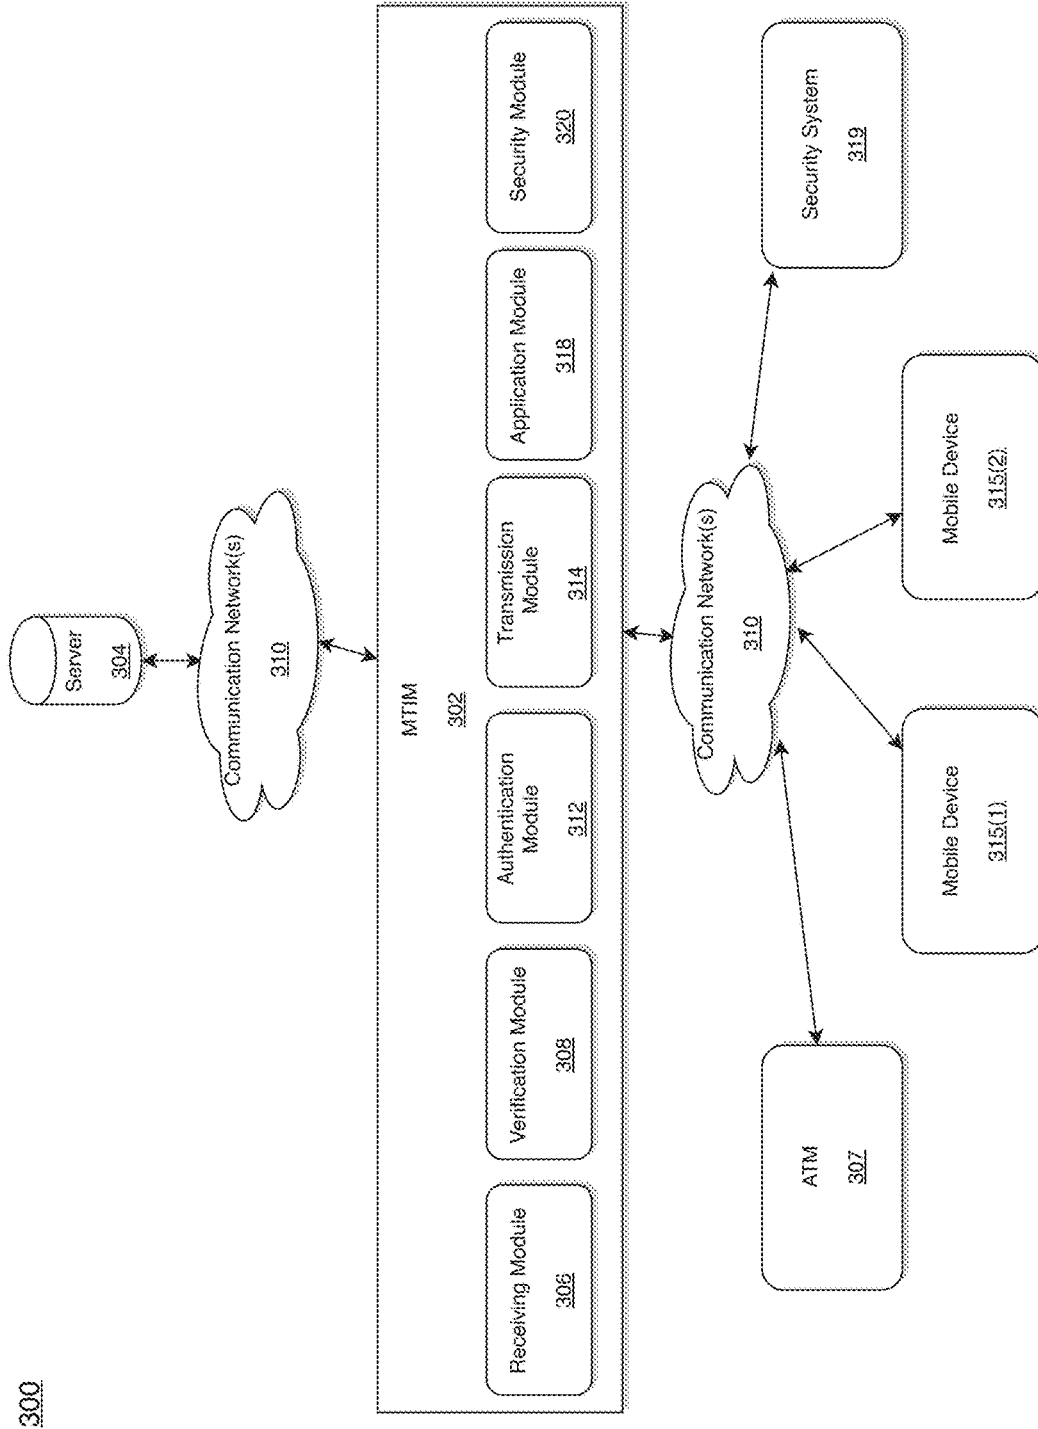 300
Server
304
Communication Network(s)
310
MTIM
302
Receiving Module
306
Verification Module
308
Authentication
Module
312
Transmission
Module
314
Application Module
318
Security Module
320
Communication Network(s)
310
ATM
307
Mobile Device
315(1)
Mobile Device
315(2)
Security System
319